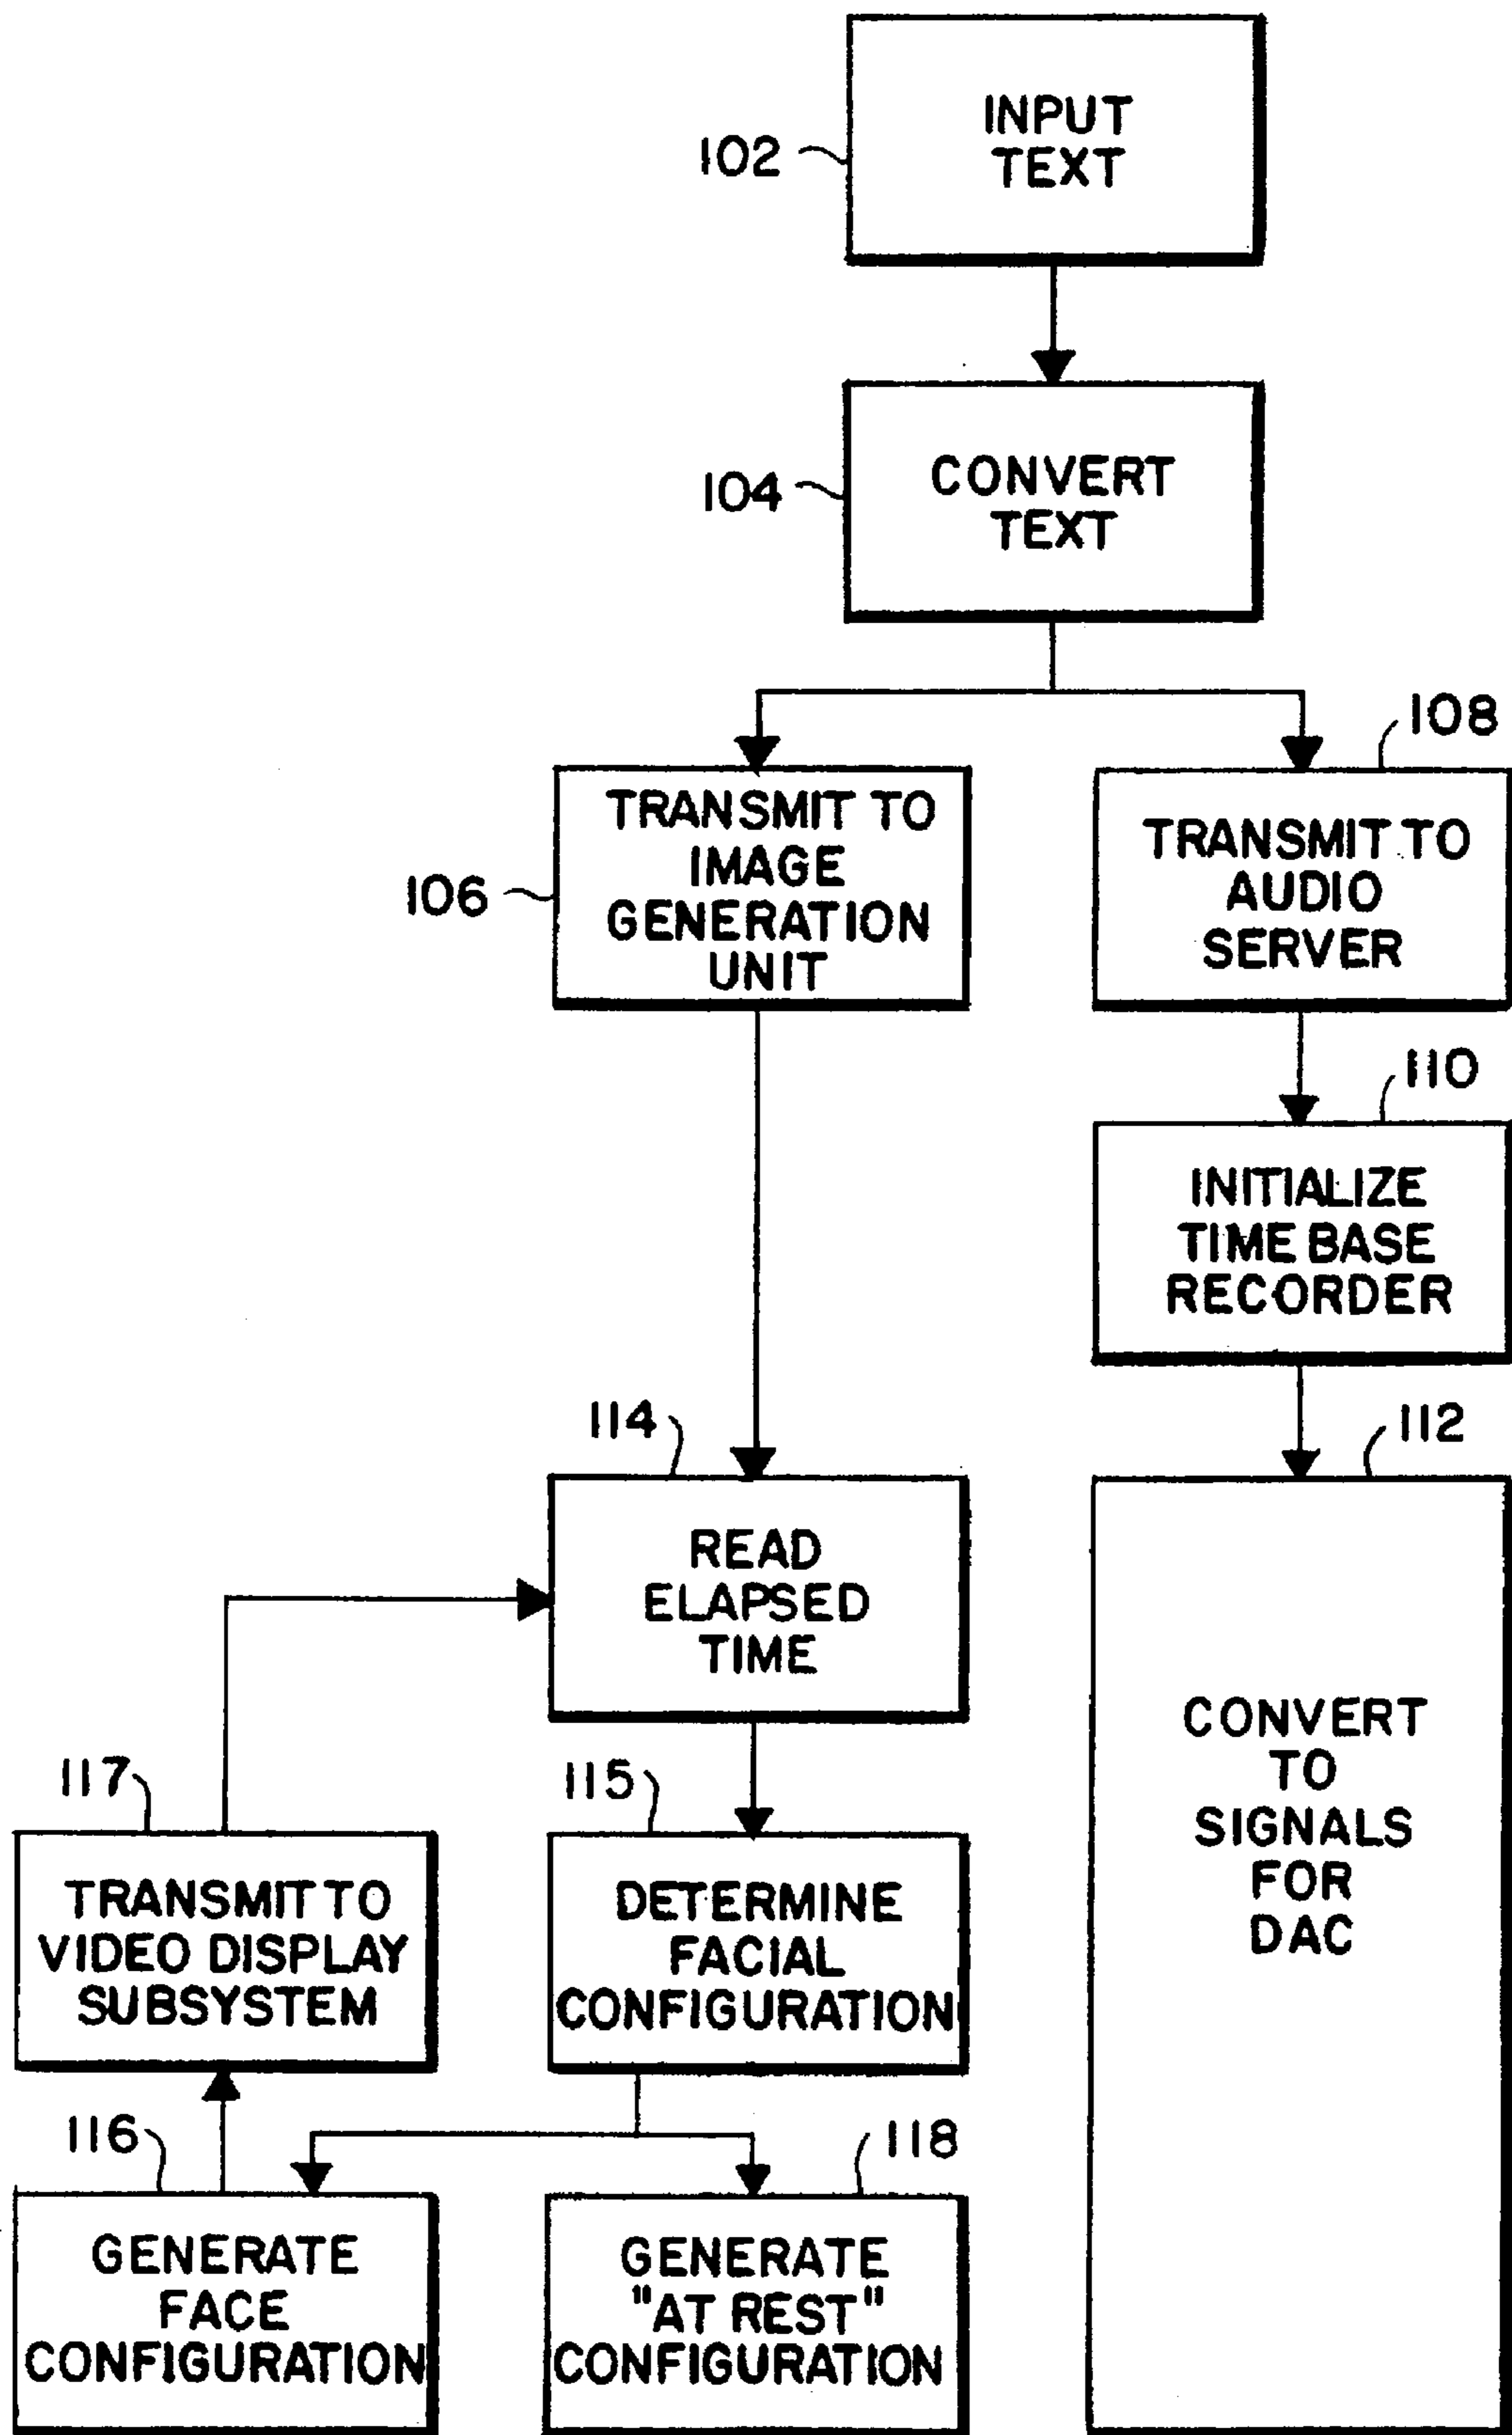 102
INPUT
TEXT
104
CONVERT
TEXT
106
TRANSMIT TO
IMAGE
GENERATION
UNIT
108
TRANSMIT TO
AUDIO
SERVER
110
INITIALIZE
TIME BASE
RECORDER
114
READ
ELAPSED
TIME
112
CONVERT
TO
SIGNALS
FOR
DAC
117
TRANSMIT TO
VIDEO DISPLAY
SUBSYSTEM
115
DETERMINE
FACIAL
CONFIGURATION
116
GENERATE
FACE
CONFIGURATION
118
GENERATE
"AT REST"
CONFIGURATION